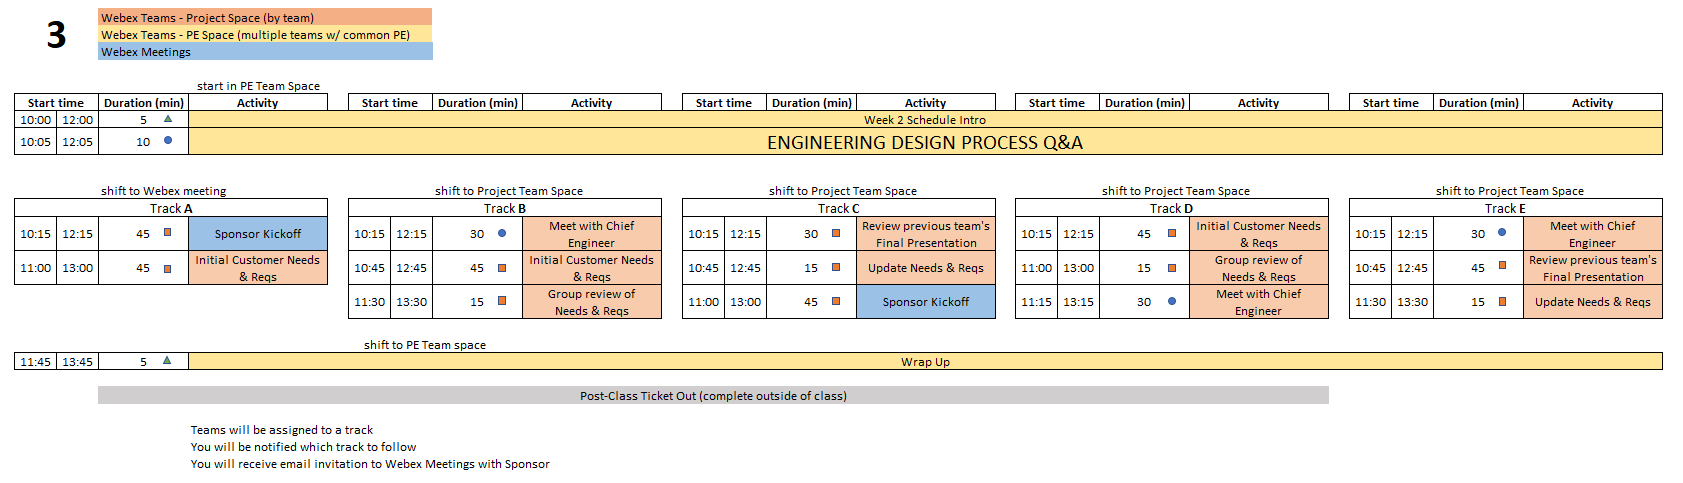 3
Webex Teams - Project Space (by team)
Webex Teams - PE Space (multiple teams w/ common PE)
Webex Meetings
start in PE Team Space
Start time Duration (min) Activity Start time Duration (min) Activity Start time Duration (min) Activity Start time Duration (min) Activity Start time Duration (min) Activity
10:00 12:00 5 Week 2 Schedule Intro
10:05 12:05 10 ENGINEERING DESIGN PROCESS Q&A
shift to Webex meeting
Track A
10:15 12:15 45 Sponsor Kickoff
11:00 13:00 45 Initial Customer Needs
& Reqs
shift to Project Team Space
Track B
10:15 12:15 30 Meet with Chief
Engineer
10:45 12:45 45 Initial Customer Needs
& Reqs
11:30 13:30 15 Group review of
Needs & Reqs
shift to Project Team Space
Track C
10:15 12:15 30 Review previous team's
Final Presentation
10:45 12:45 15 Update Needs & Reqs
11:00 13:00 45 Sponsor Kickoff
shift to Project Team Space
Track D
10:15 12:15 45 Initial Customer Needs
& Reqs
11:00 13:00 15 Group review of
Needs & Reqs
11:15 13:15 30 Meet with Chief
Engineer
shift to Project Team Space
Track E
10:15 12:15 30 Meet with Chief
Engineer
10:45 12:45 45 Review previous team's
Final Presentation
11:30 13:30 15 Update Needs & Reqs
shift to PE Team space
11:45 13:45 5 Wrap Up
Post-Class Ticket Out (complete outside of class)
Teams will be assigned to a track
You will be notified which track to follow
You will receive email invitation to Webex Meetings with Sponsor